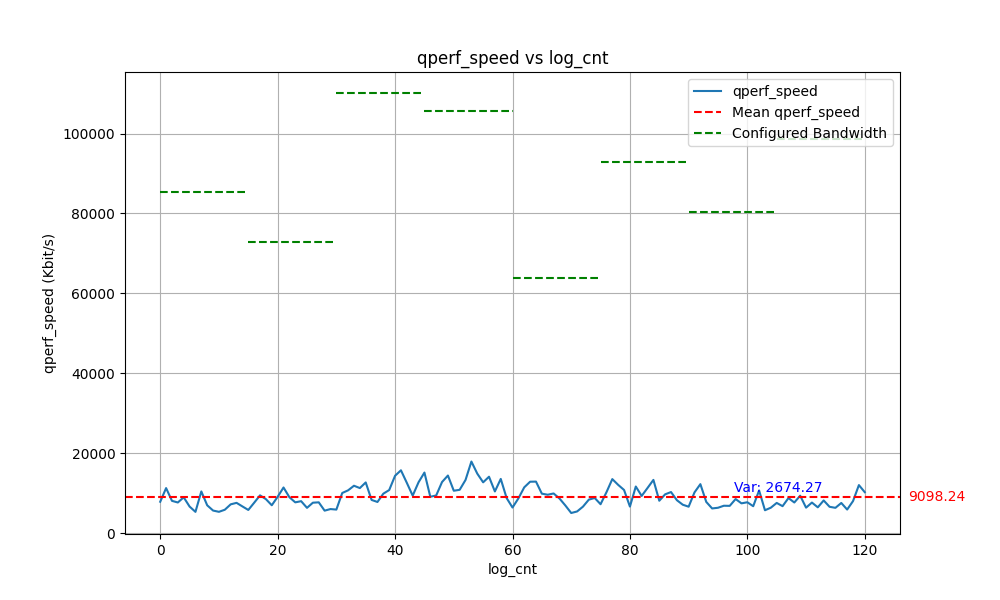 qperf_speed vs log_cnt
qperf_speed
Mean qperf_speed
Configured Bandwidth
qperf_speed (Kbit/s)
100000
80000
60000
40000
20000
0
Var: 2674.27
9098.24
0 20 40 60 80 100 120
log_cnt